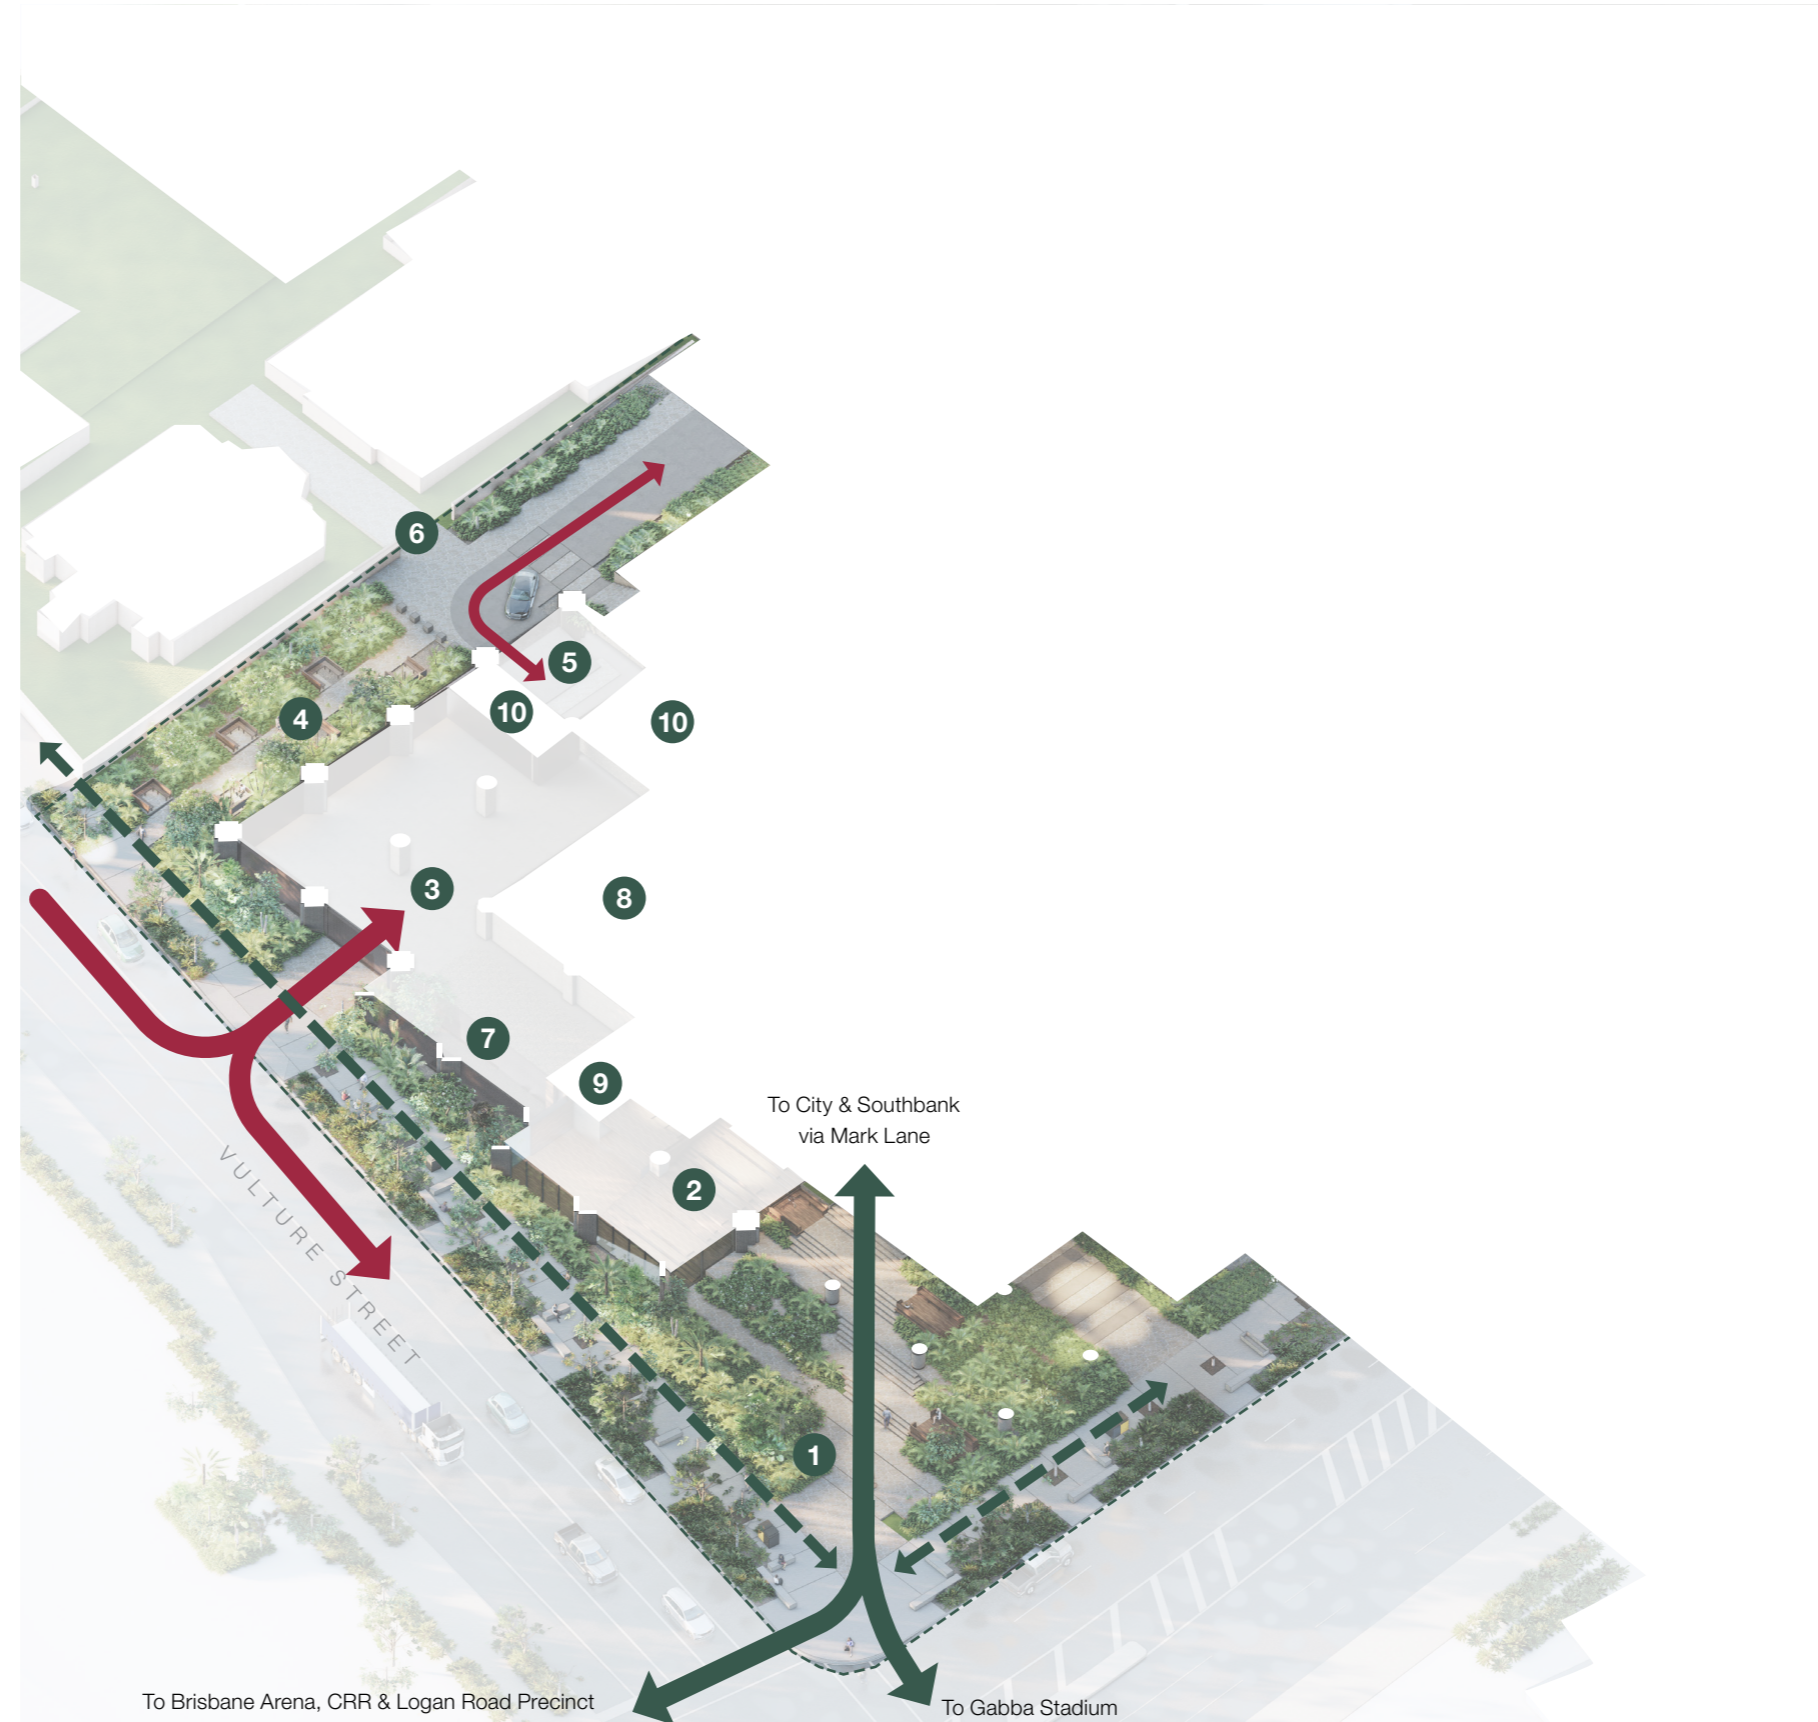 6
5
10
10
4
3
8
7
9
To City & Southbank
via Mark Lane
2
VULTURE STREET
1
To Brisbane Arena, CRR & Logan Road Precinct
To Gabba Stadium